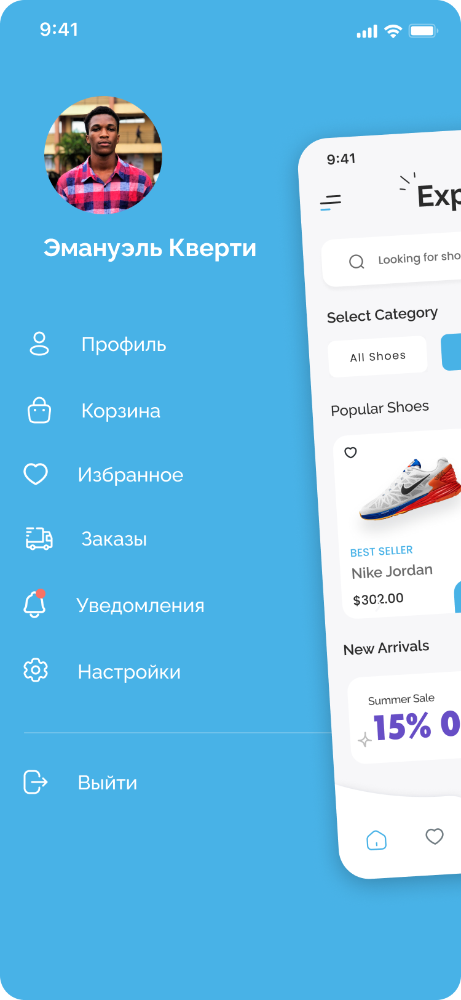 9:41
Эмануэль Кверти
Профиль
Корзина
Избранное
Заказы
Уведомления
Настройки
Выйти
9:41
Exp
Looking for sho
Select Category
All Shoes
Popular Shoes
BEST SELLER
Nike Jordan
$302.00
New Arrivals
Summer Sale
15% O